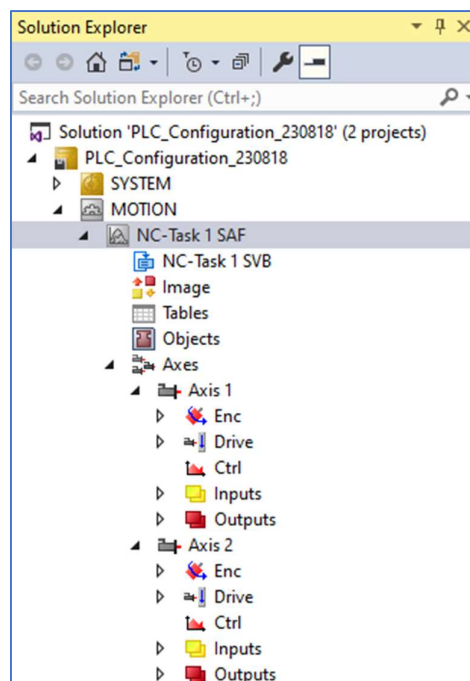 Solution Explorer
Search Solution Explorer (Ctrl+;)
Solution 'PLC_Configuration_230818' (2 projects)
PLC_Configuration_230818
SYSTEM
MOTION
NC-Task 1 SAF
NC-Task 1 SVB
Image
Tables
Objects
Axes
Axis 1
Enc
Drive
Ctrl
Inputs
Outputs
Axis 2
Enc
Drive
Ctrl
Inputs
Outputs